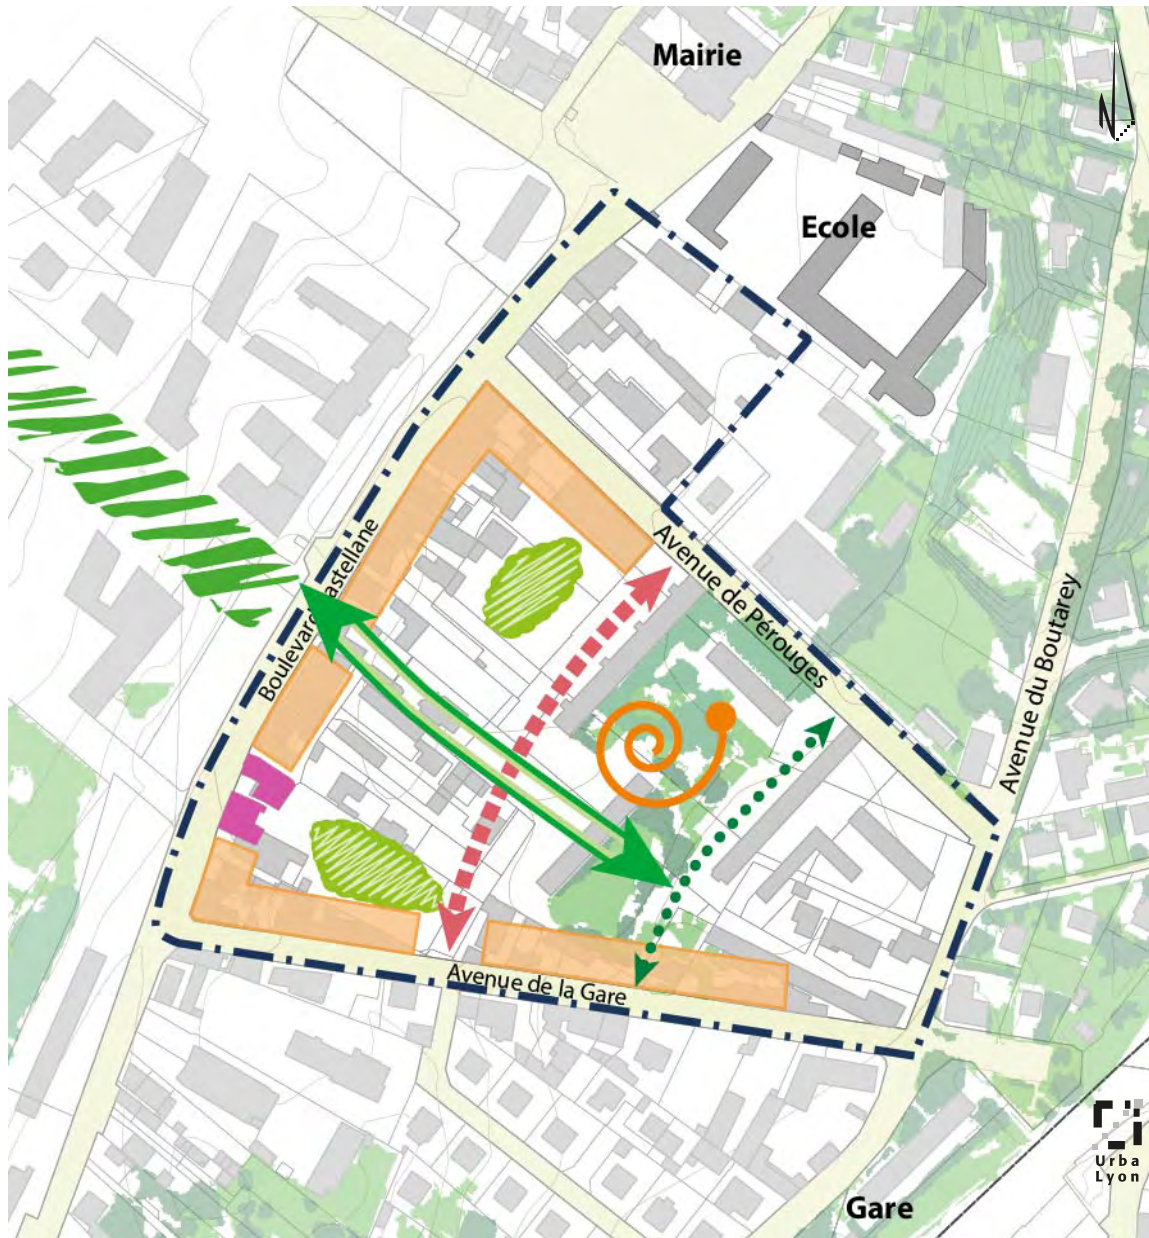 Mairie
N
Ecole
Boulevard Castellane
Avenue de Pérouges
Avenue du Boutarey
Avenue de la Gare
Urba
Lyon
Gare